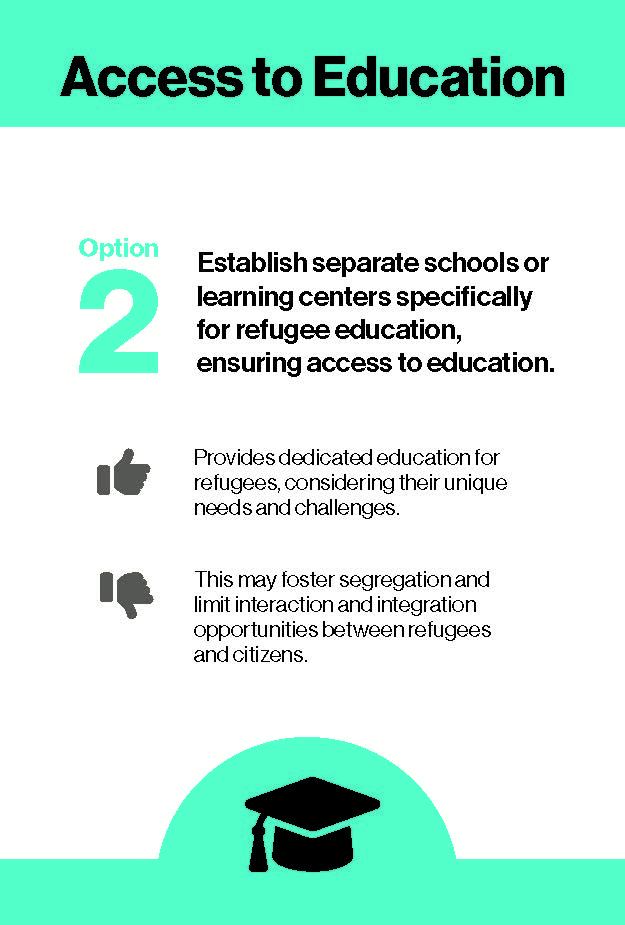 Access to Education
Option
2
Establish separate schools or
learning centers specifically
for refugee education,
ensuring access to education.
Provides dedicated education for
refugees, considering their unique
needs and challenges.
This may foster segregation and
limit interaction and integration
opportunities between refugees
and citizens.